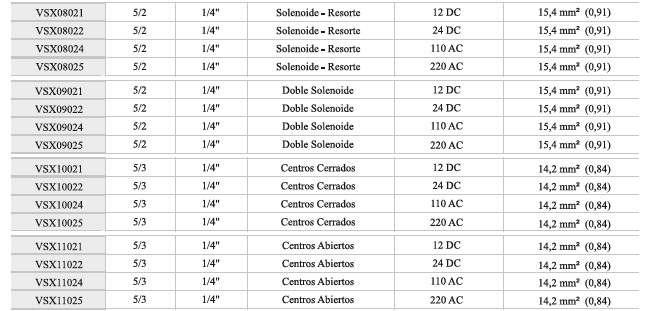 VSX08021 5/2 1/4" Solenoide - Resorte 12 DC 15,4 mm² (0,91)
VSX08022 5/2 1/4" Solenoide - Resorte 24 DC 15,4 mm² (0,91)
VSX08024 5/2 1/4" Solenoide - Resorte 110 AC 15,4 mm² (0,91)
VSX08025 5/2 1/4" Solenoide - Resorte 220 AC 15,4 mm² (0,91)
VSX09021 5/2 1/4" Doble Solenoide 12 DC 15,4 mm² (0,91)
VSX09022 5/2 1/4" Doble Solenoide 24 DC 15,4 mm² (0,91)
VSX09024 5/2 1/4" Doble Solenoide 110 AC 15,4 mm² (0,91)
VSX09025 5/2 1/4" Doble Solenoide 220 AC 15,4 mm² (0,91)
VSX10021 5/3 1/4" Centros Cerrados 12 DC 14,2 mm² (0,84)
VSX10022 5/3 1/4" Centros Cerrados 24 DC 14,2 mm² (0,84)
VSX10024 5/3 1/4" Centros Cerrados 110 AC 14,2 mm² (0,84)
VSX10025 5/3 1/4" Centros Cerrados 220 AC 14,2 mm² (0,84)
VSX11021 5/3 1/4" Centros Abiertos 12 DC 14,2 mm² (0,84)
VSX11022 5/3 1/4" Centros Abiertos 24 DC 14,2 mm² (0,84)
VSX11024 5/3 1/4" Centros Abiertos 110 AC 14,2 mm² (0,84)
VSX11025 5/3 1/4" Centros Abiertos 220 AC 14,2 mm² (0,84)